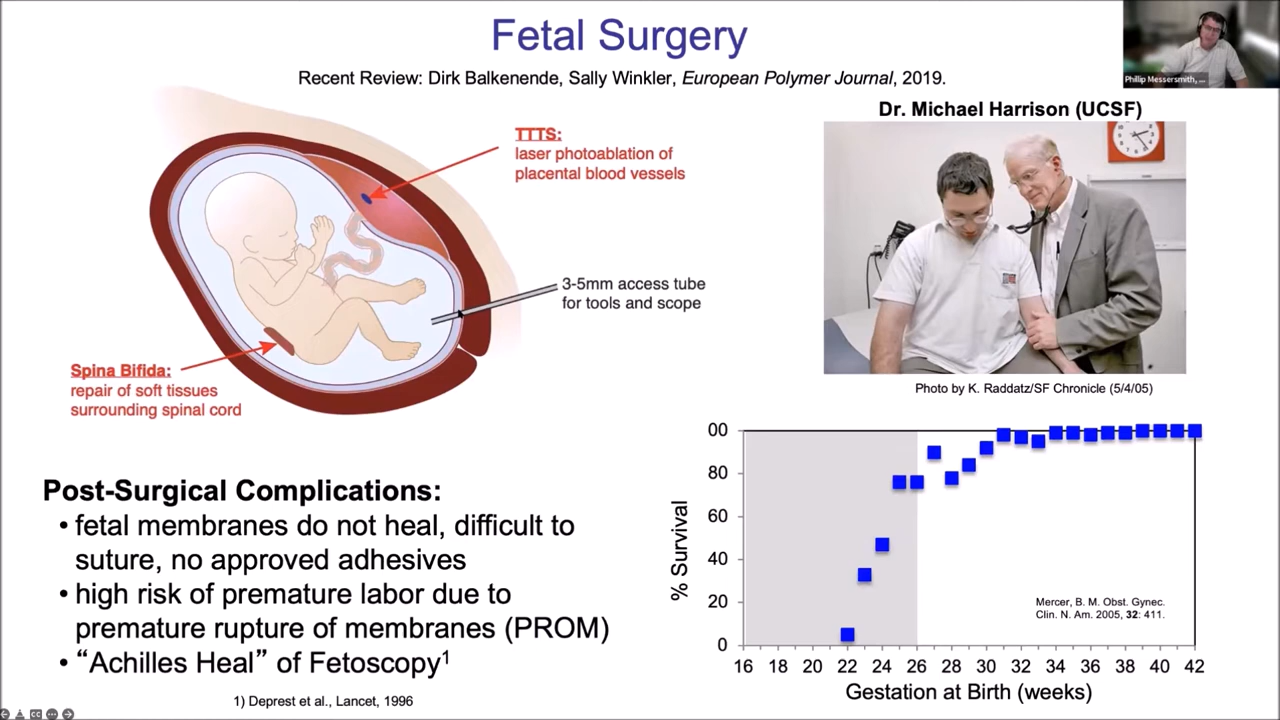 Fetal Surgery
Recent Review: Dirk Balkenende, Sally Winkler, European Polymer Journal, 2019.
Phillip Messersmith, ...
TTTS:
laser photoablation of
placental blood vessels
3-5mm access tube
for tools and scope
Spina Bifida:
repair of soft tissues
surrounding spinal cord
Dr. Michael Harrison (UCSF)
Photo by K. Raddatz/SF Chronicle (5/4/05)
Post-Surgical Complications:
• fetal membranes do not heal, difficult to
suture, no approved adhesives
• high risk of premature labor due to
premature rupture of membranes (PROM)
• “Achilles Heal” of Fetoscopy¹
1) Deprest et al., Lancet, 1996
% Survival
00
80
60
40
20
0
Mercer, B. M. Obst. Gynec.
Clin. N. Am. 2005, 32: 411.
16 18 20 22 24 26 28 30 32 34 36 38 40 42
Gestation at Birth (weeks)